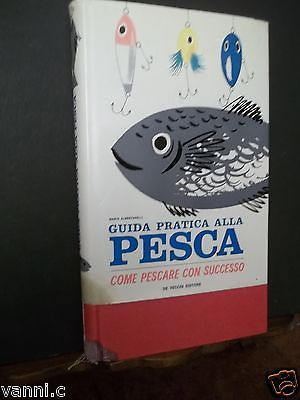 MARIO ALBERTARELLI
GUIDA PRATICA ALLA
PESCA
COME PESCARE CON SUCCESSO
DE VECCHI EDITORE
vanni.c